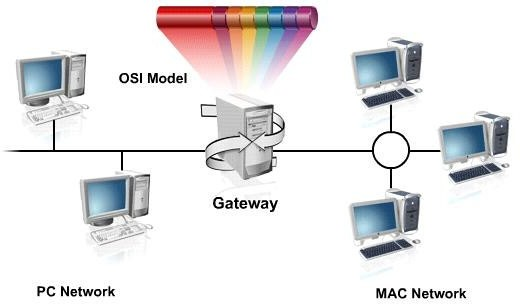 OSI Model
Gateway
PC Network
MAC Network